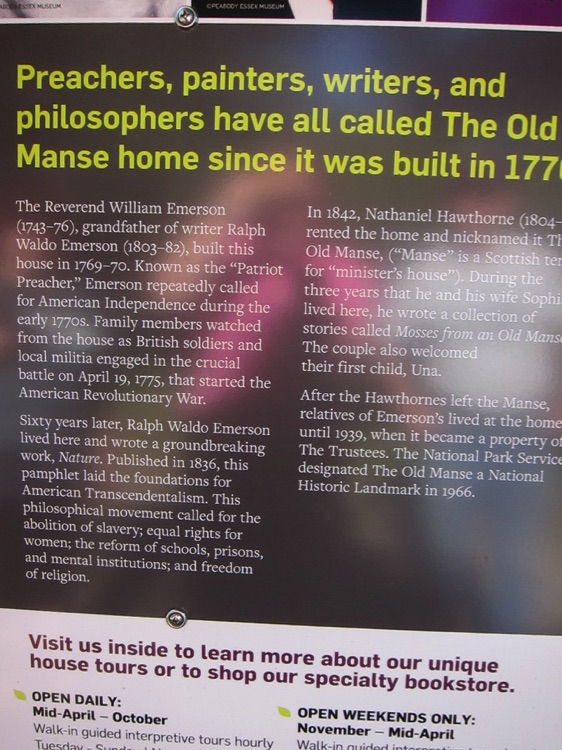 ESSEX MUSEUM
©PEABODY ESSEX MUSEUM
Preachers, painters, writers, and
philosophers have all called The Old
Manse home since it was built in 1770
The Reverend William Emerson
(1743–76), grandfather of writer Ralph
Waldo Emerson (1803–82), built this
house in 1769–70. Known as the “Patriot
Preacher,” Emerson repeatedly called
for American Independence during the
early 1770s. Family members watched
from the house as British soldiers and
local militia engaged in the crucial
battle on April 19, 1775, that started the
American Revolutionary War.
Sixty years later, Ralph Waldo Emerson
lived here and wrote a groundbreaking
work, Nature. Published in 1836, this
pamphlet laid the foundations for
American Transcendentalism. This
philosophical movement called for the
abolition of slavery; equal rights for
women; the reform of schools, prisons,
and mental institutions; and freedom
of religion.
In 1842, Nathaniel Hawthorne (1804–
rented the home and nicknamed it
Old Manse, (“Manse” is a Scottish
for “minister’s house”). During the
three years that he and his wife
lived here, he wrote a collection of
stories called Mosses from an Old Manse
The couple also welcomed
their first child, Una.
After the Hawthornes left the Manse,
relatives of Emerson’s lived at the home
until 1939, when it became a property of
The Trustees. The National Park Service
designated The Old Manse a National
Historic Landmark in 1966.
Visit us inside to learn more about our unique
house tours or to shop our specialty bookstore.
OPEN DAILY:
Mid-April – October
Walk-in guided interpretive tours hourly
Tuesday - Sunday
OPEN WEEKENDS ONLY:
November – Mid-April
Walk-in guided